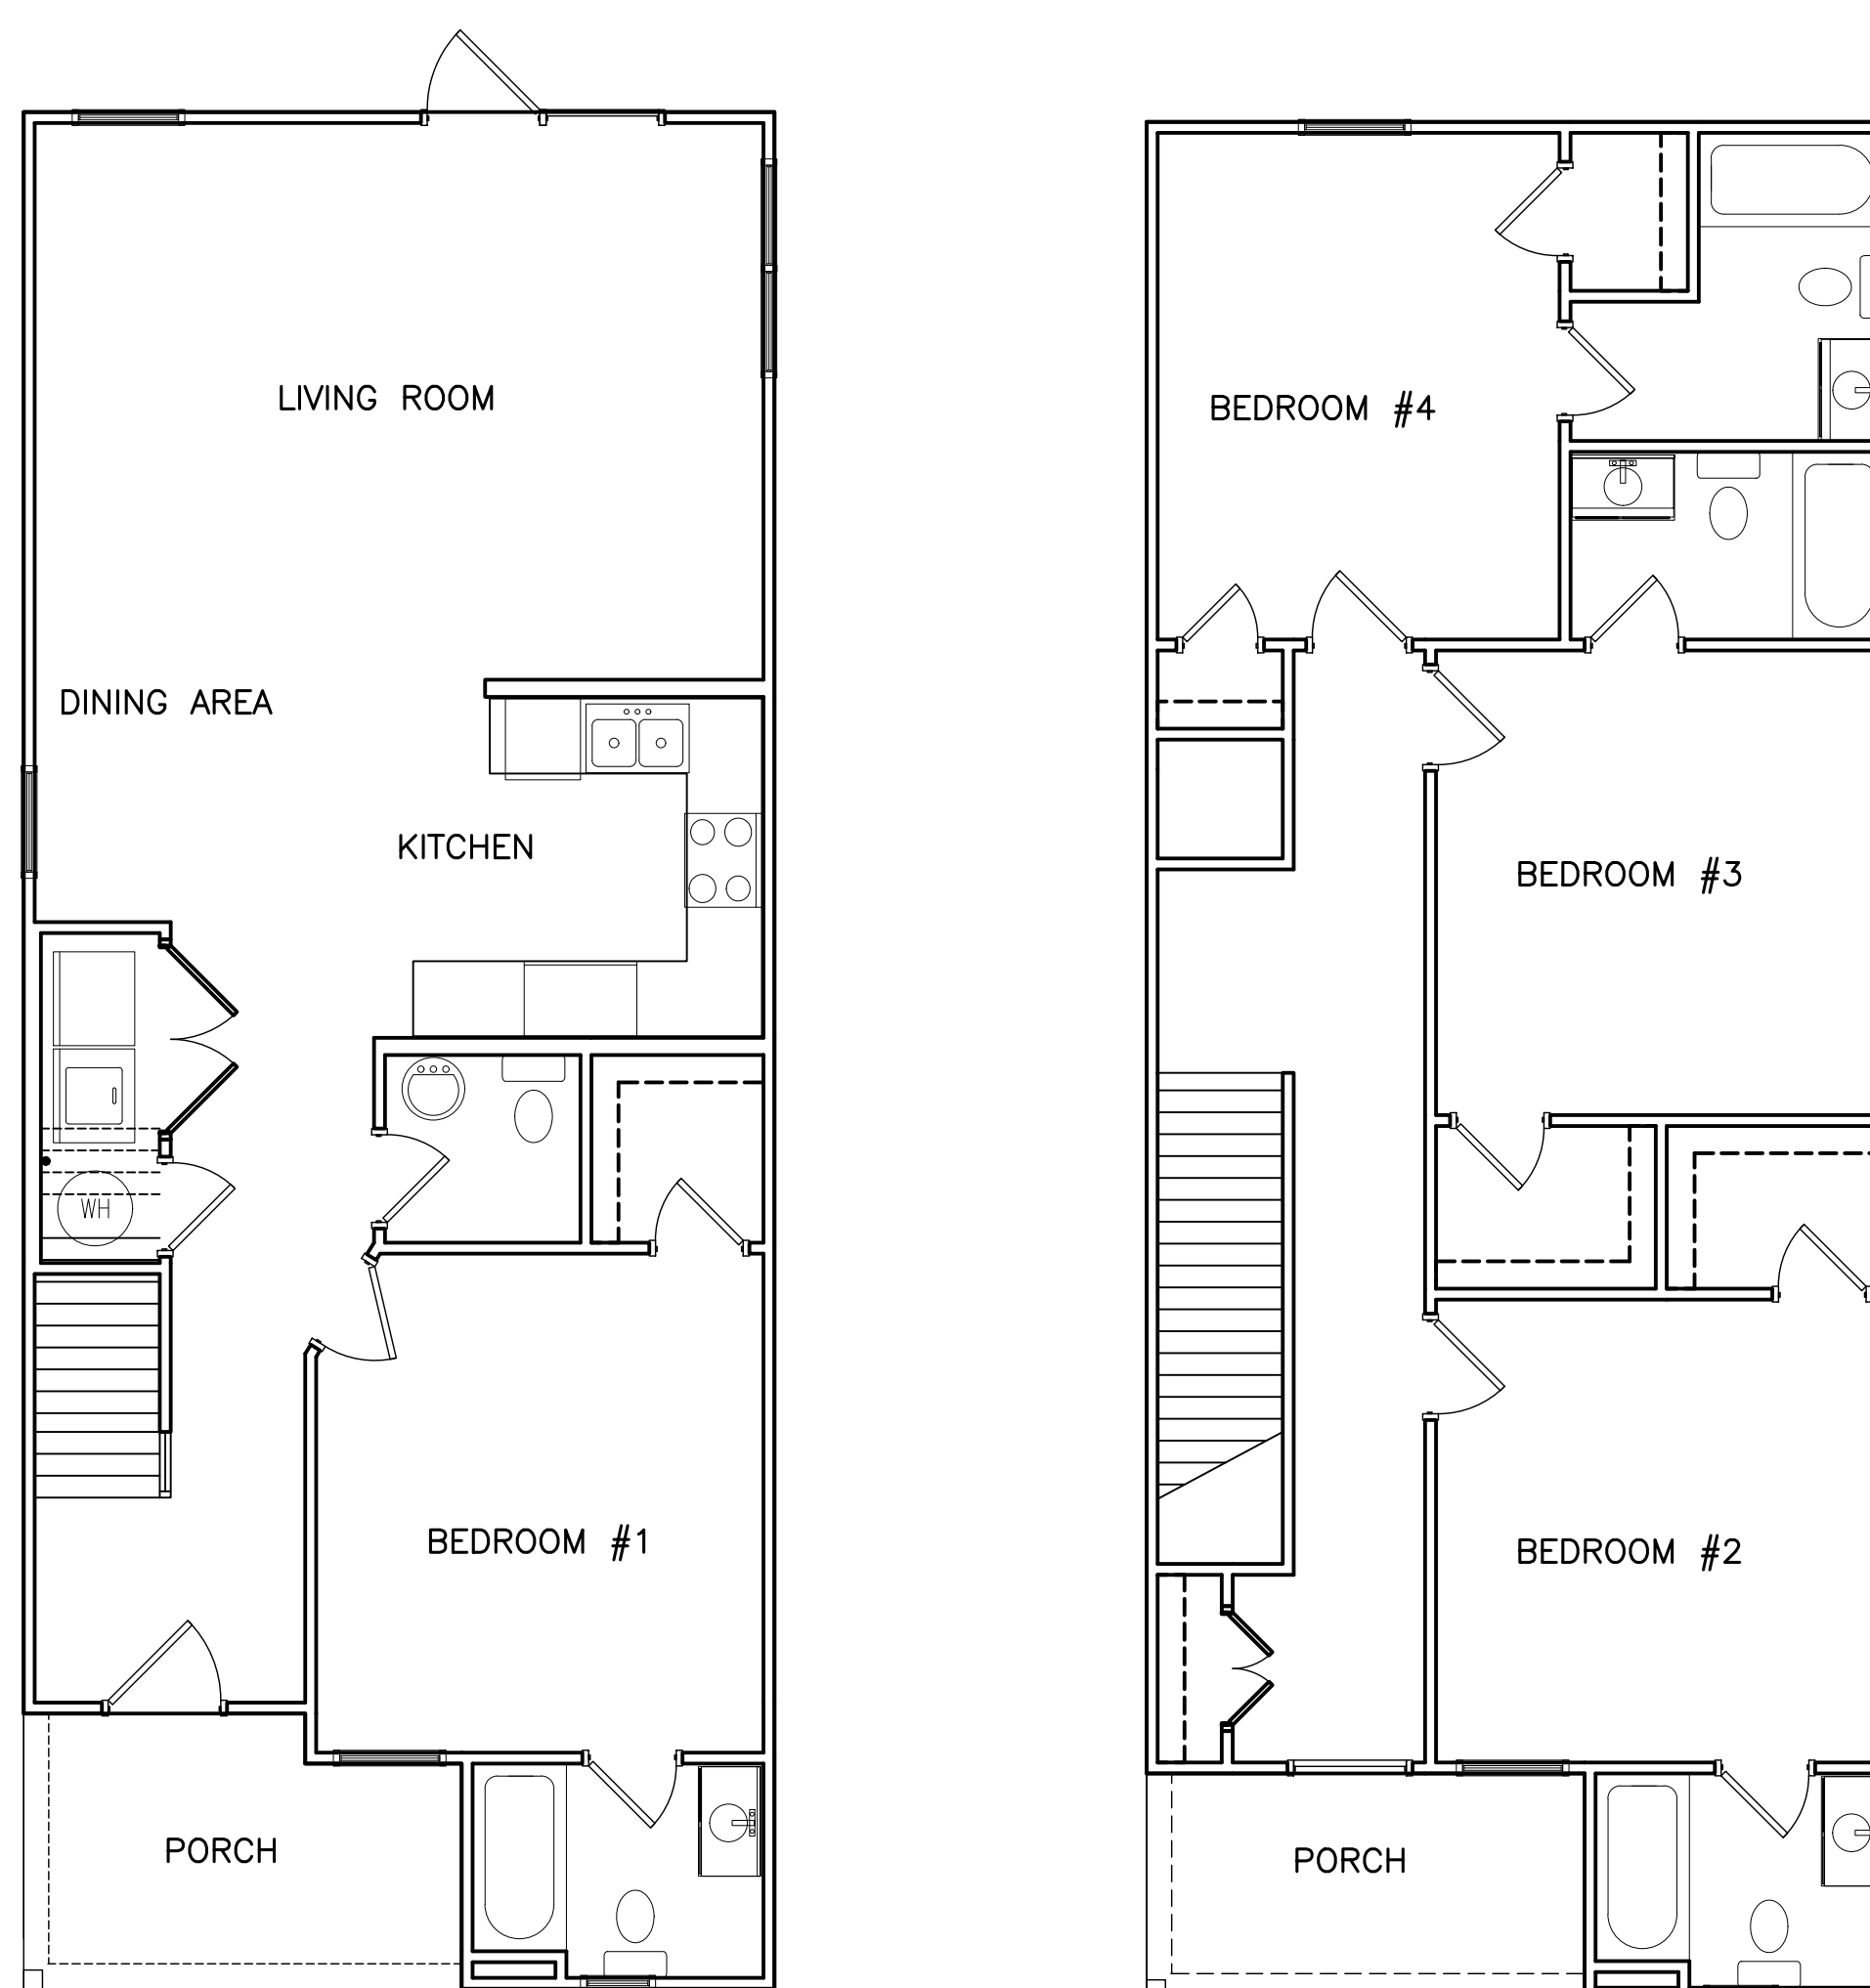 LIVING ROOM
DINING AREA
KITCHEN
WH
BEDROOM #1
PORCH
BEDROOM #4
BEDROOM #3
BEDROOM #2
PORCH